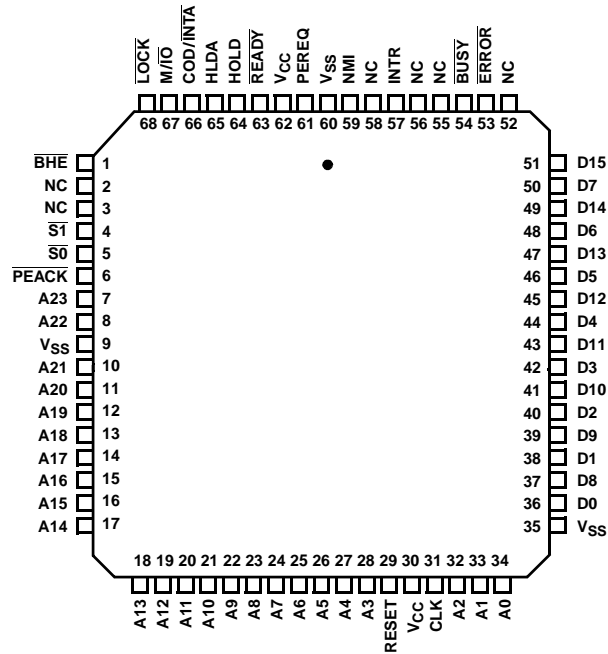 LOCK
M/IO
COD/INTA
HLDA
HOLD
READY
VCC
PEREQ
VSS
NMI
NC
INTR
NC
NC
BUSY
ERROR
NC
68 67 66 65 64 63 62 61 60 59 58 57 56 55 54 53 52
BHE 1
NC 2
NC 3
S1 4
S0 5
PEACK 6
A23 7
A22 8
VSS 9
A21 10
A20 11
A19 12
A18 13
A17 14
A16 15
A15 16
A14 17
51 D15
50 D7
49 D14
48 D6
47 D13
46 D5
45 D12
44 D4
43 D11
42 D3
41 D10
40 D2
39 D9
38 D1
37 D8
36 D0
35 VSS
18 19 20 21 22 23 24 25 26 27 28 29 30 31 32 33 34
A13
A12
A11
A10
A9
A8
A7
A6
A5
A4
A3
RESET
VCC
CLK
A2
A1
A0